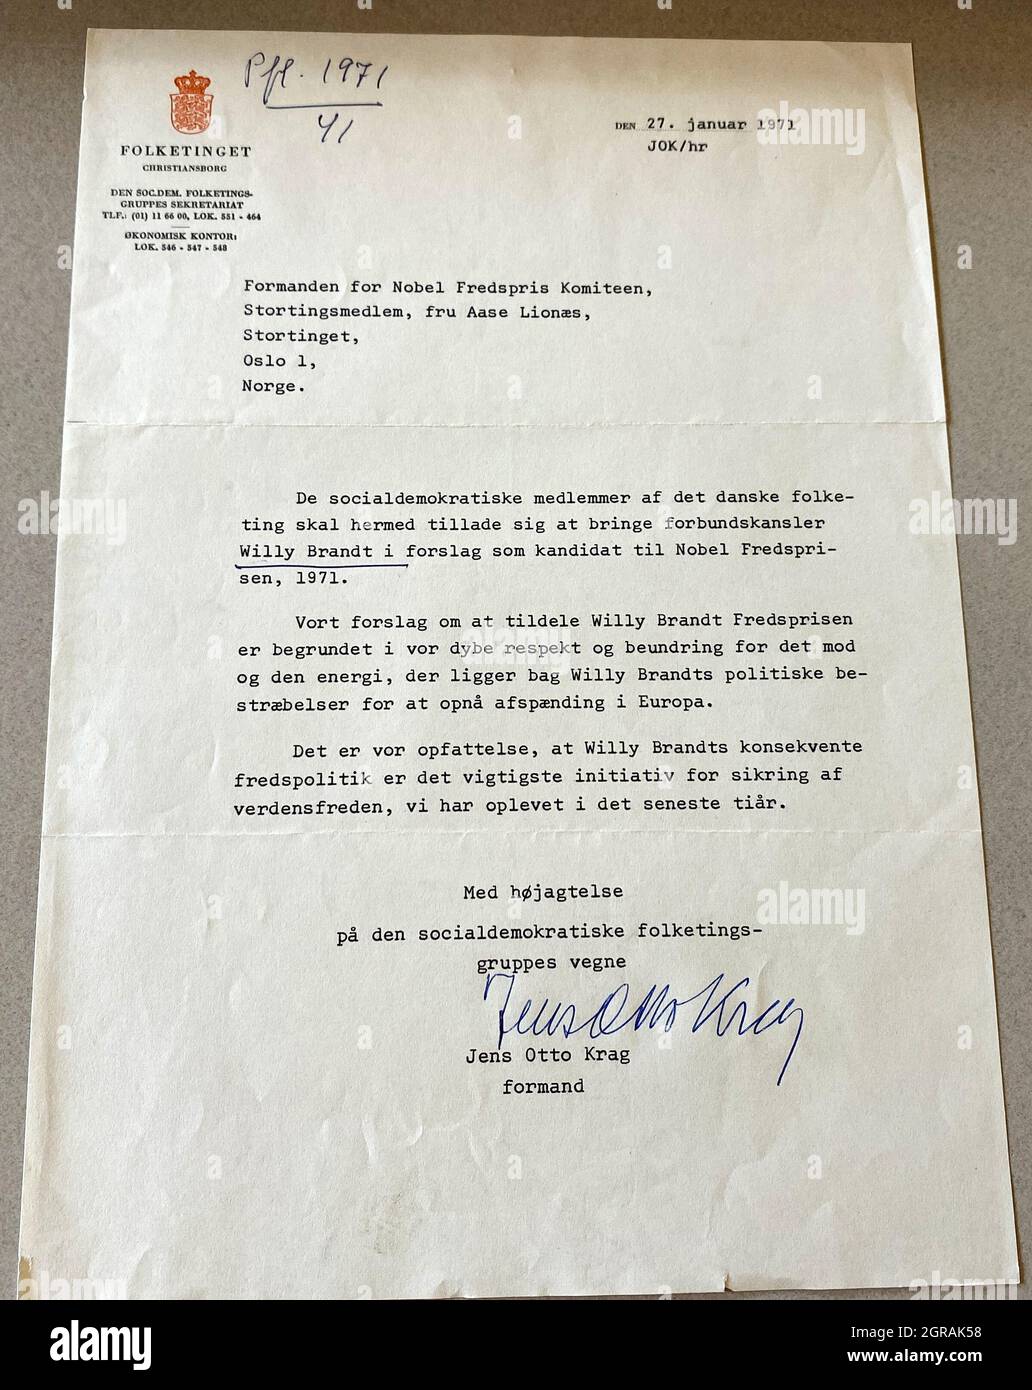 Pfl. 1971
41
FOLKETINGET
CHRISTIANSBORG
DEN SOC.DEM. FOLKETINGS-
GRUPPES SEKRETARIAT
TLF.: (01) 11 66 00, LOK. 551 - 464
ØKONOMISK KONTOR:
LOK. 546 - 547 - 548
DEN 27. januar 1971
JOK/hr
Formanden for Nobel Fredspris Komiteen,
Stortingsmedlem, fru Aase Lionæs,
Stortinget,
Oslo 1,
Norge.
De socialdemokratiske medlemmer af det danske folke-
ting skal hermed tillade sig at bringe forbundskansler
Willy Brandt i forslag som kandidat til Nobel Fredspri-
sen, 1971.
Vort forslag om at tildele Willy Brandt Fredsprisen
er begrundet i vor dybe respekt og beundring for det mod
og den energi, der ligger bag Willy Brandts politiske be-
stræbelser for at opnå afspænding i Europa.
Det er vor opfattelse, at Willy Brandts konsekvente
fredspolitik er det vigtigste initiativ for sikring af
verdensfreden, vi har oplevet i det seneste tiår.
Med højagtelse
på den socialdemokratiske folketings-
gruppes vegne
Jens Otto Krag
Jens Otto Krag
formand
alamy
alamy
alamy
alamy
alamy
alamy
alamy
alamy
alamy
alamy
Image ID: 2GRAK58
www.alamy.com